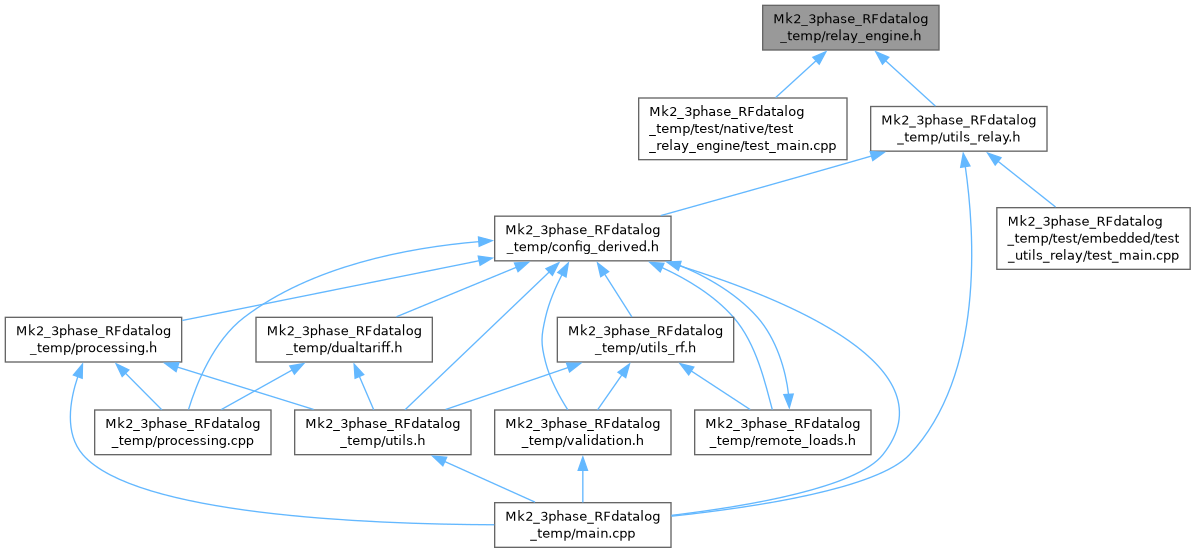 Mk2_3phase_RFdatalog
_temp/relay_engine.h
Mk2_3phase_RFdatalog
_temp/test/native/test
_relay_engine/test_main.cpp
Mk2_3phase_RFdatalog
_temp/utils_relay.h
Mk2_3phase_RFdatalog
_temp/config_derived.h
Mk2_3phase_RFdatalog
_temp/test/embedded/test
_utils_relay/test_main.cpp
Mk2_3phase_RFdatalog
_temp/processing.h
Mk2_3phase_RFdatalog
_temp/dualtariff.h
Mk2_3phase_RFdatalog
_temp/utils_rf.h
Mk2_3phase_RFdatalog
_temp/processing.cpp
Mk2_3phase_RFdatalog
_temp/utils.h
Mk2_3phase_RFdatalog
_temp/validation.h
Mk2_3phase_RFdatalog
_temp/remote_loads.h
Mk2_3phase_RFdatalog
_temp/main.cpp